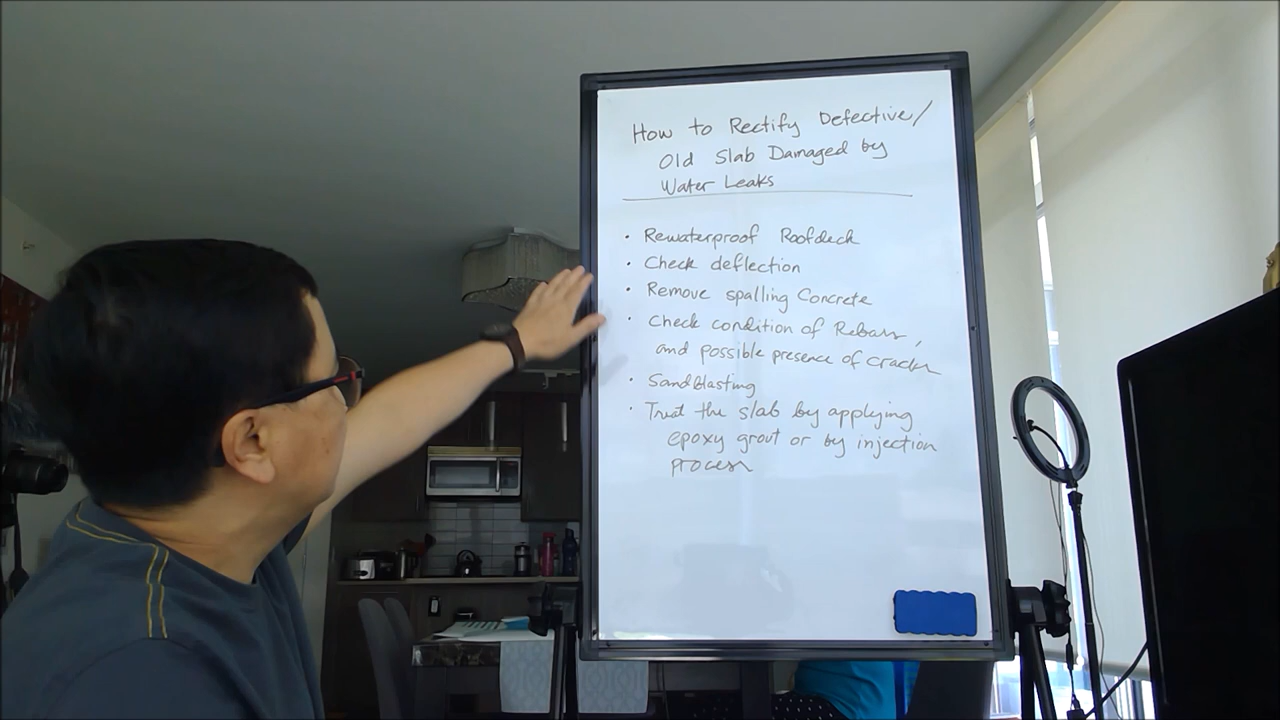 How to Rectify Defective/
Old Slab Damaged by
Water Leaks
• Rewaterproof Roofdeck
• Check deflection
• Remove spalling Concrete
• Check condition of Rebars,
and possible presence of cracks
• Sandblasting
• Treat the slab by applying
epoxy grout or by injection
process